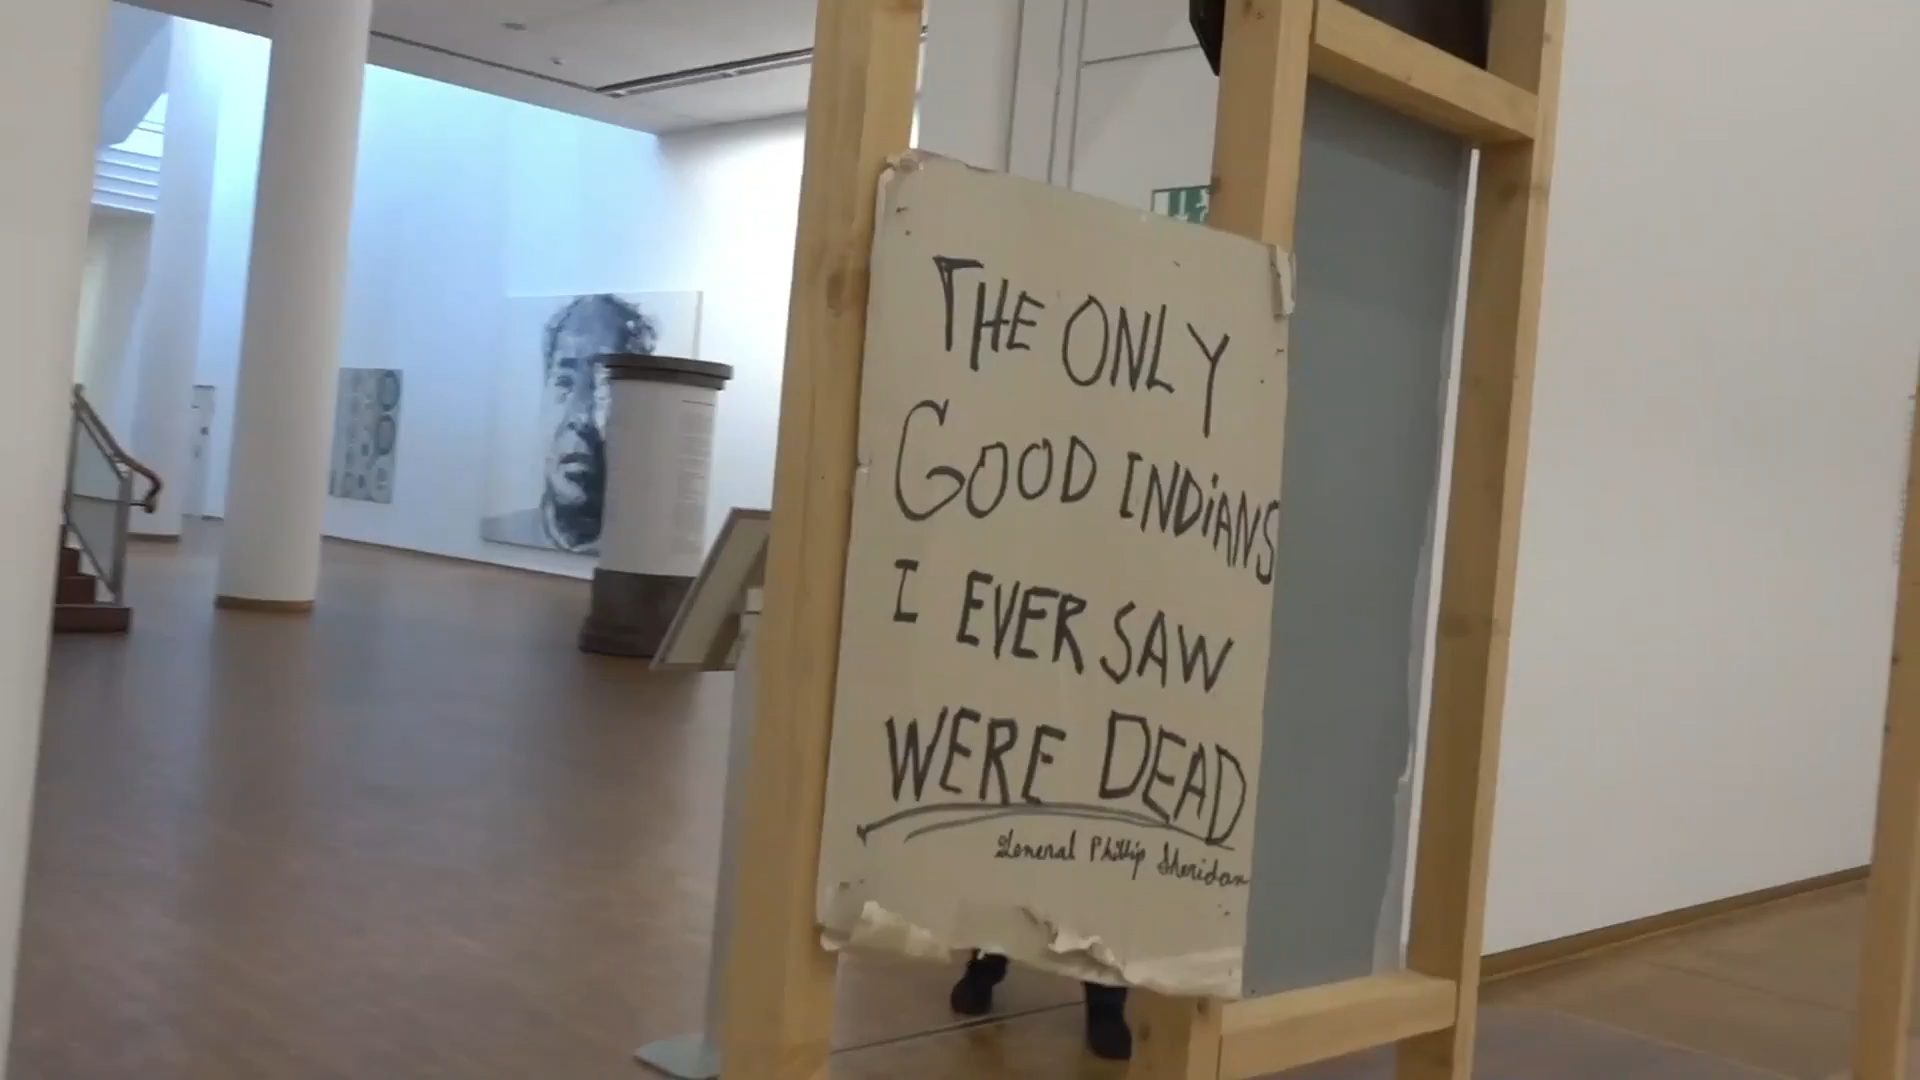 THE ONLY
GOOD INDiANS
I EVER SAW
WERE DEAD
General Phillip Sheridan